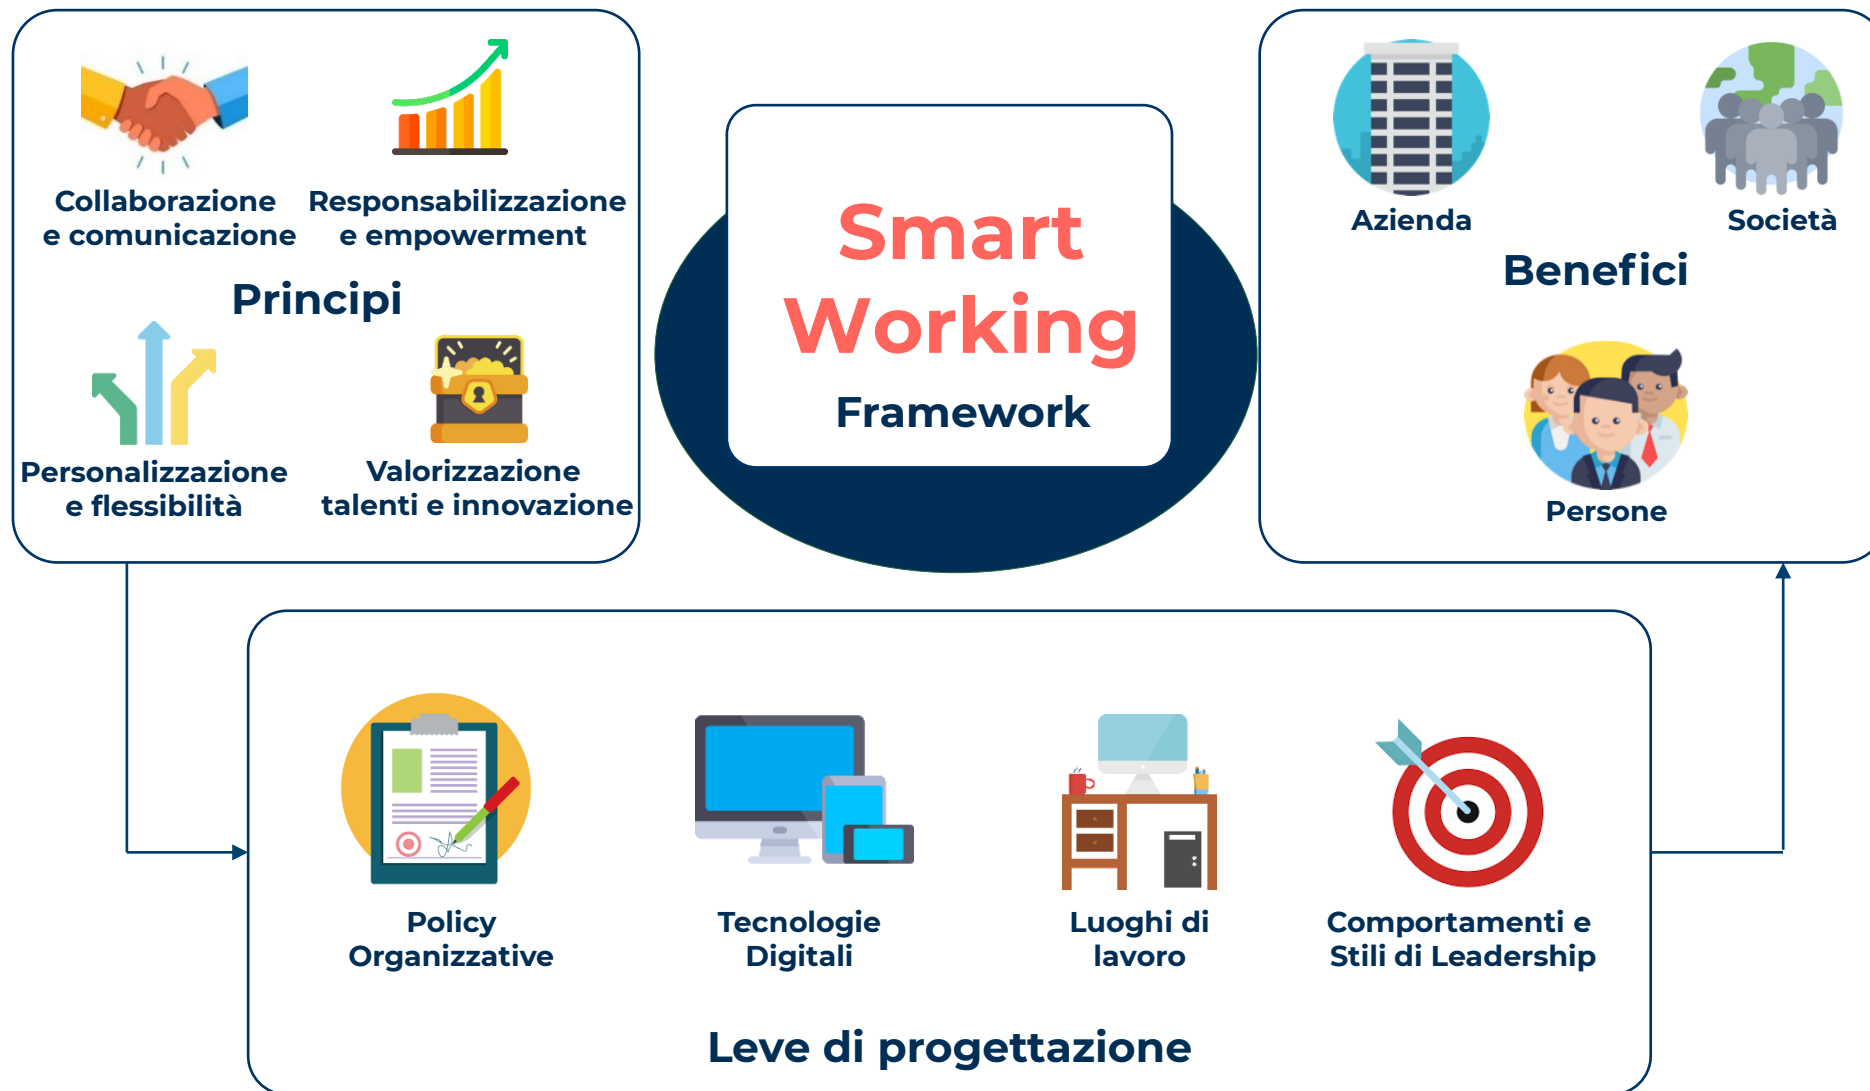 Collaborazione
e comunicazione
Responsabilizzazione
e empowerment
Principi
Personalizzazione
e flessibilità
Valorizzazione
talenti e innovazione
Smart
Working
Framework
Azienda
Società
Benefici
Persone
Policy
Organizzative
Tecnologie
Digitali
Luoghi di
lavoro
Comportamenti e
Stili di Leadership
Leve di progettazione